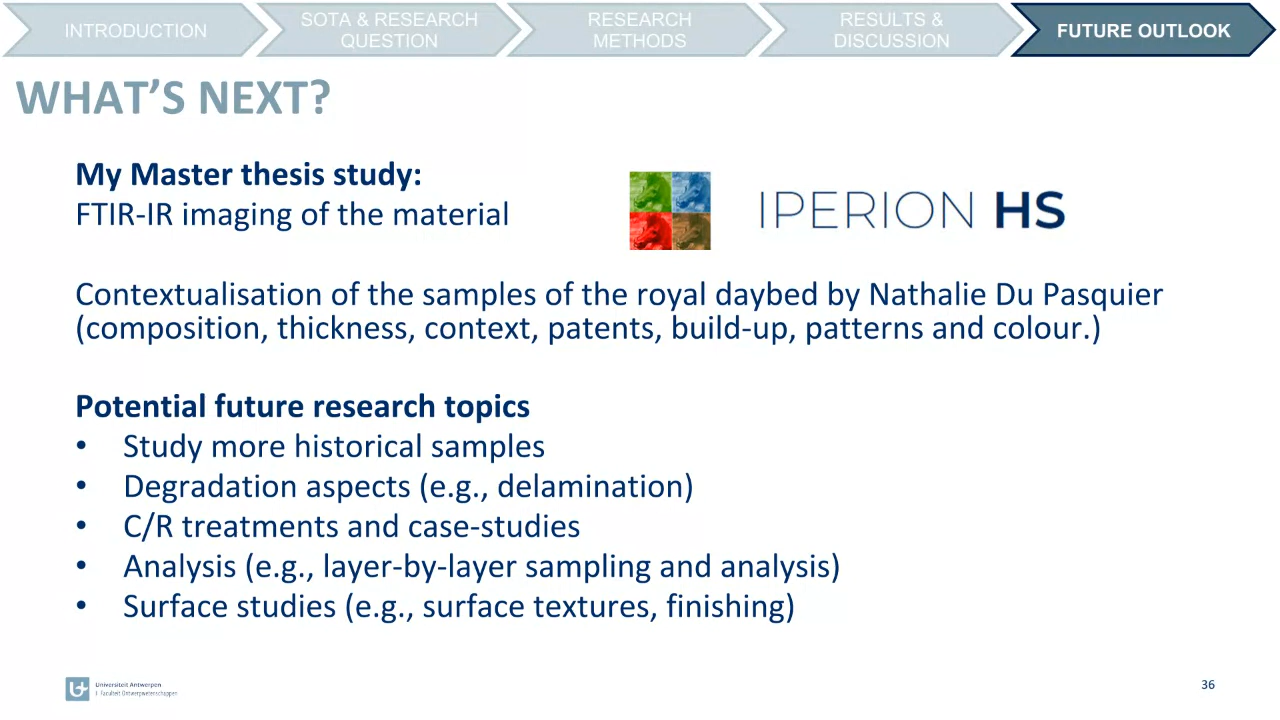 INTRODUCTION
SOTA & RESEARCH
QUESTION
RESEARCH
METHODS
RESULTS &
DISCUSSION
FUTURE OUTLOOK
WHAT’S NEXT?
My Master thesis study:
FTIR-IR imaging of the material
IPERION HS
Contextualisation of the samples of the royal daybed by Nathalie Du Pasquier
(composition, thickness, context, patents, build-up, patterns and colour.)
Potential future research topics
• Study more historical samples
• Degradation aspects (e.g., delamination)
• C/R treatments and case-studies
• Analysis (e.g., layer-by-layer sampling and analysis)
• Surface studies (e.g., surface textures, finishing)
Universiteit Antwerpen
I Faculteit Ontwerpwetenschappen
36